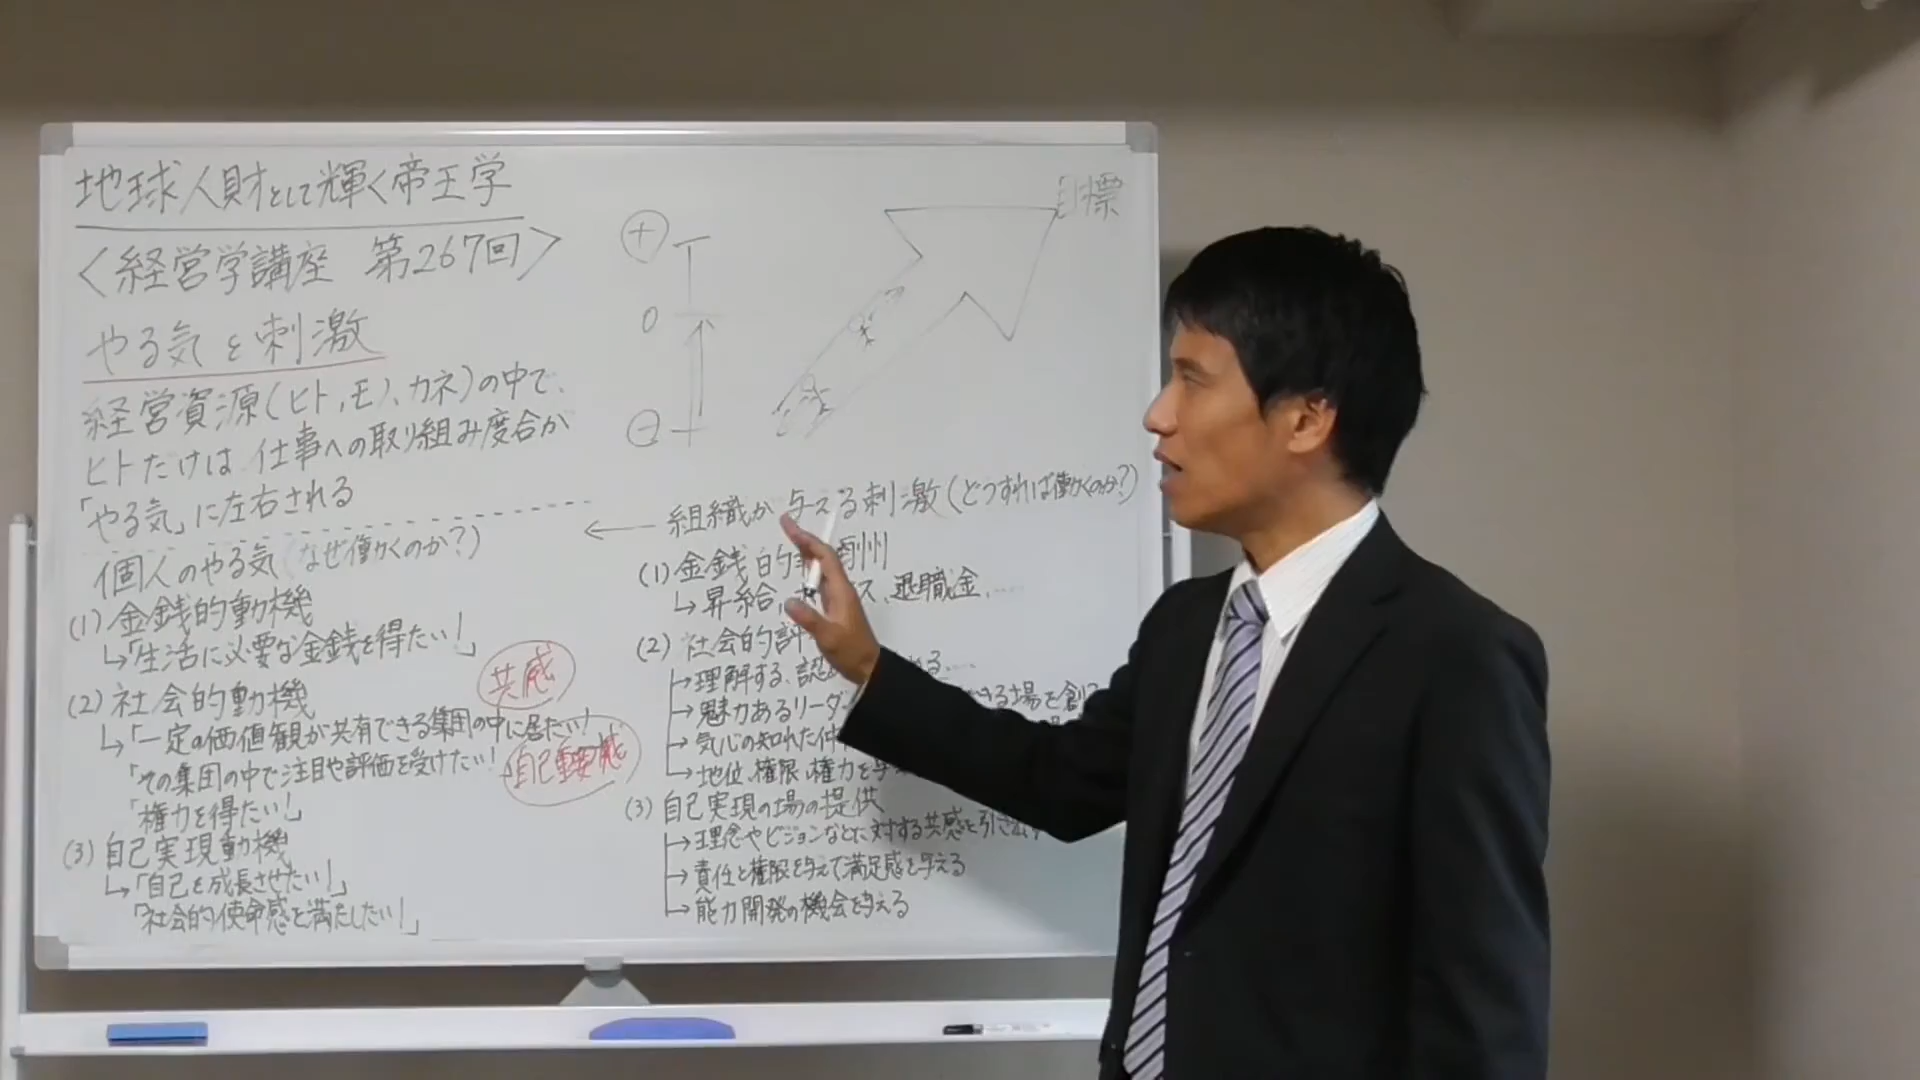 地球人財として輝く帝王学
＜経営学講座 第267回＞
やる気を刺激
経営資源(ヒト,モノ、カネ)の中で、
ヒトだけは、仕事への取り組み度合が
「やる気」に左右される
個人のやる気(なぜ働くのか?)
(1)金銭的動機
↳「生活に必要な金銭を得たい!」
(2)社会的動機
↳「一定の価値観が共有できる集団の中に居たい!」
共感
「その集団の中で注目や評価を受けたい!」
自己重要感
「権力を得たい!」
(3)自己実現動機
↳「自己を成長させたい!」
「社会的使命感を満たしたい!」
＋
0
−
目標
← 組織が与える刺激(どうすれば働くのか?)
(1)金銭的報酬
↳昇給, ス、退職金、……
(2)社会的評
→理解する、認 れる……
→魅力あるリーダ きる場を創
→気心の知れた仲
→地位、権限、権力を与
(3)自己実現の場の提供
→理念やビジョンなどに対する共感を引き出す
→責任と権限を与えて満足感を与える
→能力開発の機会を与える